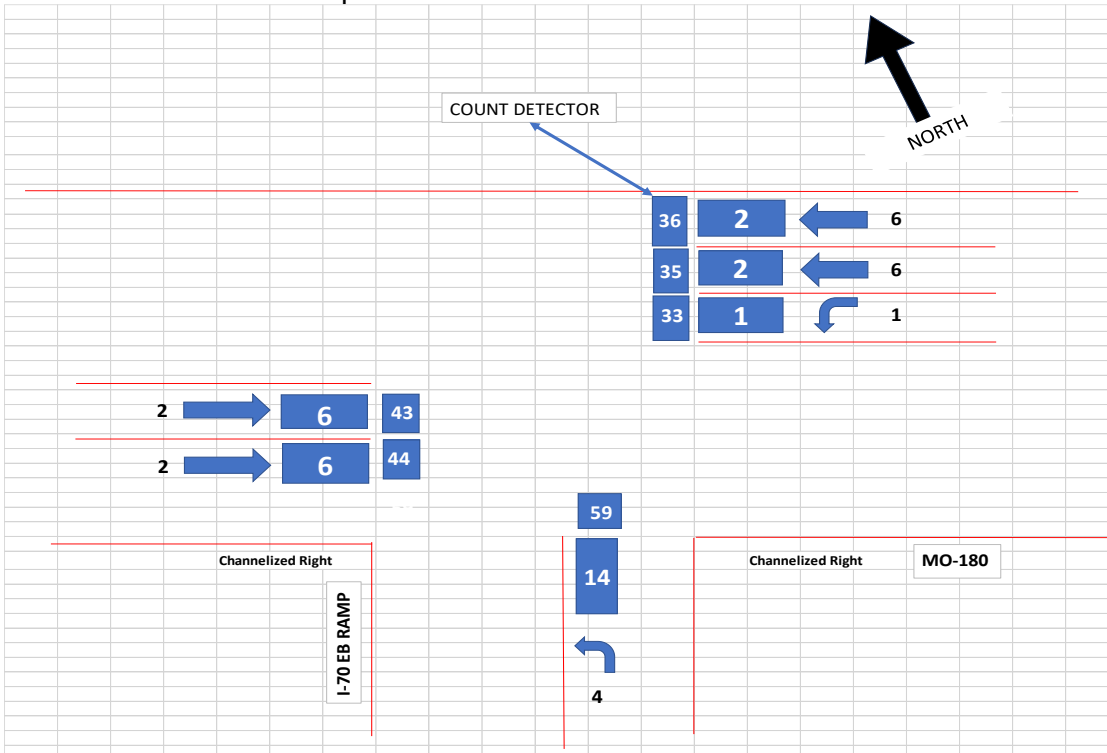 COUNT DETECTOR
NORTH
36 2 6
35 2 6
33 1 1
2 6 43
2 6 44
59
Channelized Right
Channelized Right
MO-180
14
I-70 EB RAMP
4